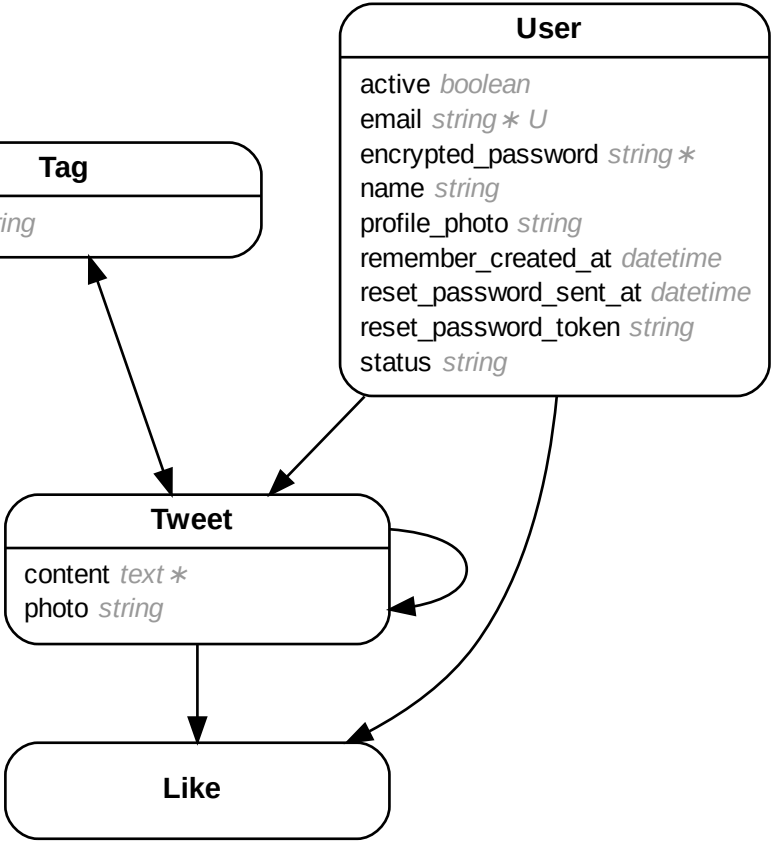 User
active boolean
email string ∗ U
encrypted_password string ∗
name string
profile_photo string
remember_created_at datetime
reset_password_sent_at datetime
reset_password_token string
status string
Tag
Tweet
content text ∗
photo string
Like